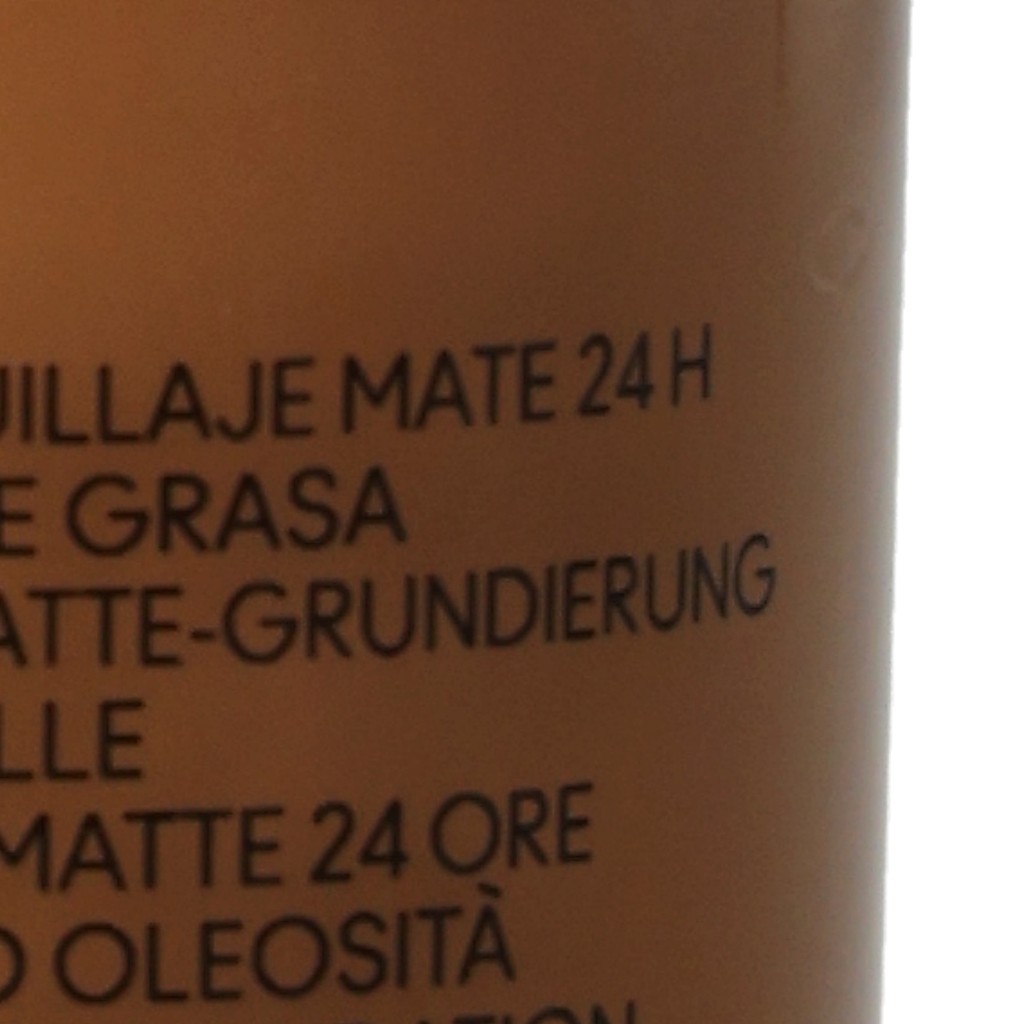 UILLAJE MATE 24 H
E GRASA
ATTE-GRUNDIERUNG
LLE
MATTE 24 ORE
O OLEOSITÀ